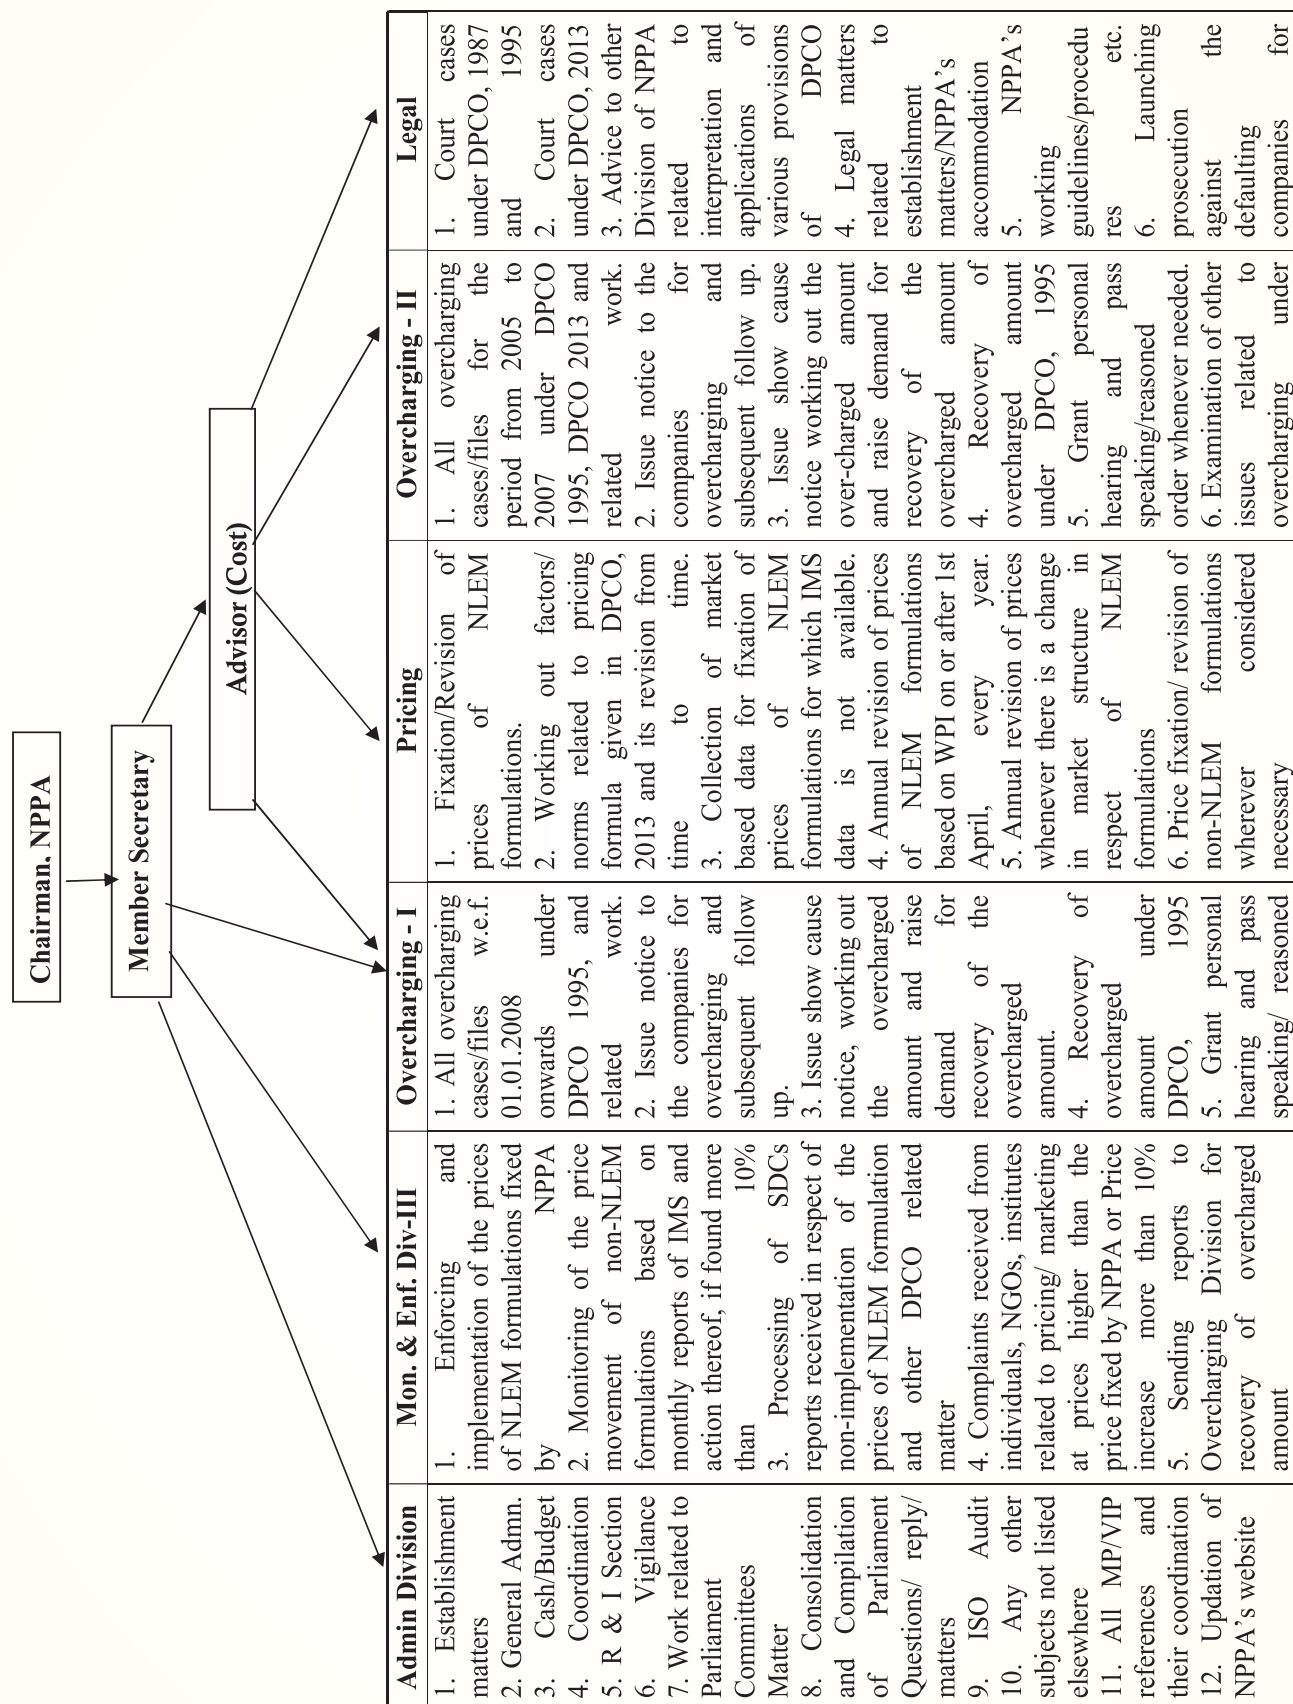 Chairman. NPPA
Member Secretary
Advisor (Cost)
Admin Division
1. Establishment
matters
2. General Admn.
3. Cash/Budget
4. Coordination
5. R & I Section
6. Vigilance
7. Work related to
Parliament
Committees
Matter
8. Consolidation
and Compilation
of Parliament
Questions/ reply/
matters
9. ISO Audit
10. Any other
subjects not listed
elsewhere
11. All MP/VIP
references and
their coordination
12. Updation of
NPPA's website
Mon. & Enf. Div-III
1. Enforcing and
implementation of the prices
of NLEM formulations fixed
by NPPA
2. Monitoring of the price
movement of non-NLEM
formulations based on
monthly reports of IMS and
action thereof, if found more
than 10%
3. Processing of SDCs
reports received in respect of
non-implementation of the
prices of NLEM formulation
and other DPCO related
matter
4. Complaints received from
individuals, NGOs, institutes
related to pricing/ marketing
at prices higher than the
price fixed by NPPA or Price
increase more than 10%
5. Sending reports to
Overcharging Division for
recovery of overcharged
amount
Overcharging - I
1. All overcharging
cases/files w.e.f.
01.01.2008
onwards under
DPCO 1995, and
related work.
2. Issue notice to
the companies for
overcharging and
subsequent follow
up.
3. Issue show cause
notice, working out
the overcharged
amount and raise
demand for
recovery of the
overcharged
amount.
4. Recovery of
overcharged
amount under
DPCO, 1995
5. Grant personal
hearing and pass
speaking/ reasoned
Pricing
1. Fixation/Revision of
prices of NLEM
formulations.
2. Working out factors/
norms related to pricing
formula given in DPCO,
2013 and its revision from
time to time.
3. Collection of market
based data for fixation of
prices of NLEM
formulations for which IMS
data is not available.
4. Annual revision of prices
of NLEM formulations
based on WPI on or after 1st
April, every year.
5. Annual revision of prices
whenever there is a change
in market structure in
respect of NLEM
formulations
6. Price fixation/ revision of
non-NLEM formulations
wherever considered
necessary
Overcharging - II
1. All overcharging
cases/files for the
period from 2005 to
2007 under DPCO
1995, DPCO 2013 and
related work.
2. Issue notice to the
companies for
overcharging and
subsequent follow up.
3. Issue show cause
notice working out the
over-charged amount
and raise demand for
recovery of the
overcharged amount
4. Recovery of
overcharged amount
under DPCO, 1995
5. Grant personal
hearing and pass
speaking/reasoned
order whenever needed.
6. Examination of other
issues related to
overcharging under
Legal
1. Court cases
under DPCO, 1987
and 1995
2. Court cases
under DPCO, 2013
3. Advice to other
Division of NPPA
related to
interpretation and
applications of
various provisions
of DPCO
4. Legal matters
related to
establishment
matters/NPPA's
accommodation
5. NPPA's
working
guidelines/procedu
res etc.
6. Launching
prosecution
against the
defaulting
companies for